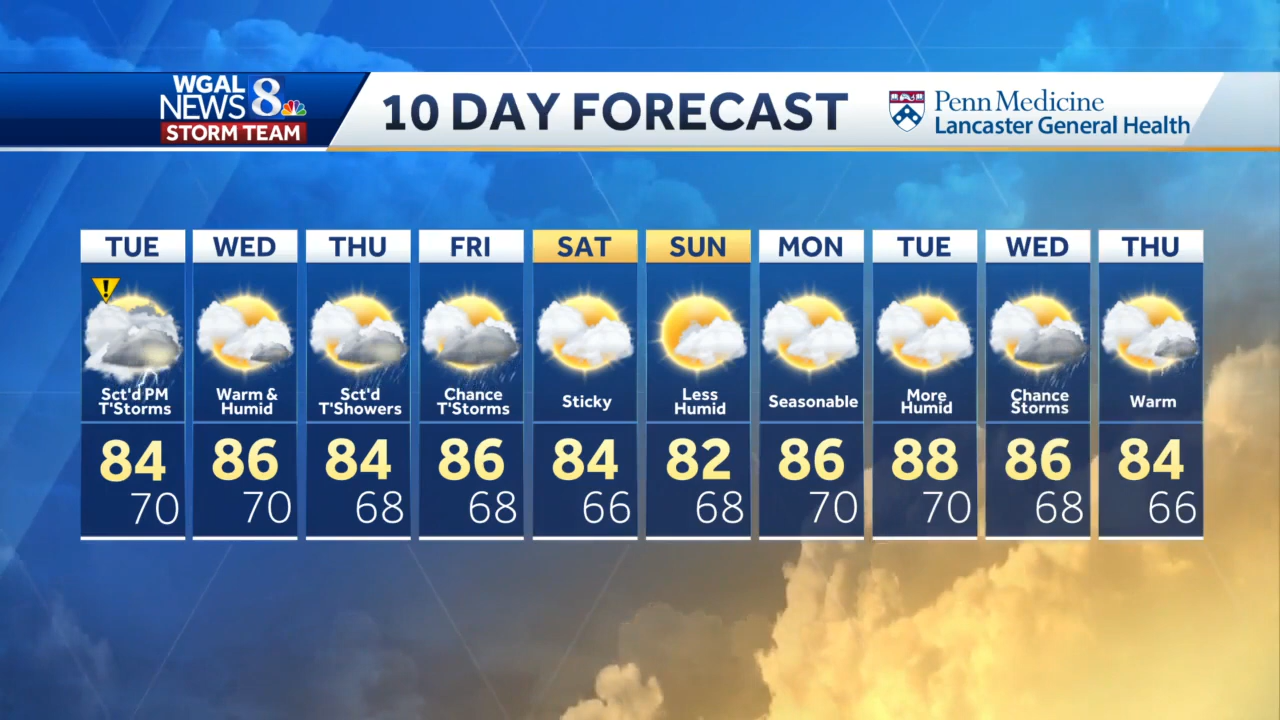 WGAL
NEWS 8
STORM TEAM
10 DAY FORECAST
Penn Medicine
Lancaster General Health
TUE WED THU FRI SAT SUN MON TUE WED THU
!
Sct'd PM
T'Storms
Warm &
Humid
Sct'd
T'Showers
Chance
T'Storms
Sticky
Less
Humid
Seasonable
More
Humid
Chance
Storms
Warm
84 86 84 86 84 82 86 88 86 84
70 70 68 68 66 68 70 70 68 66